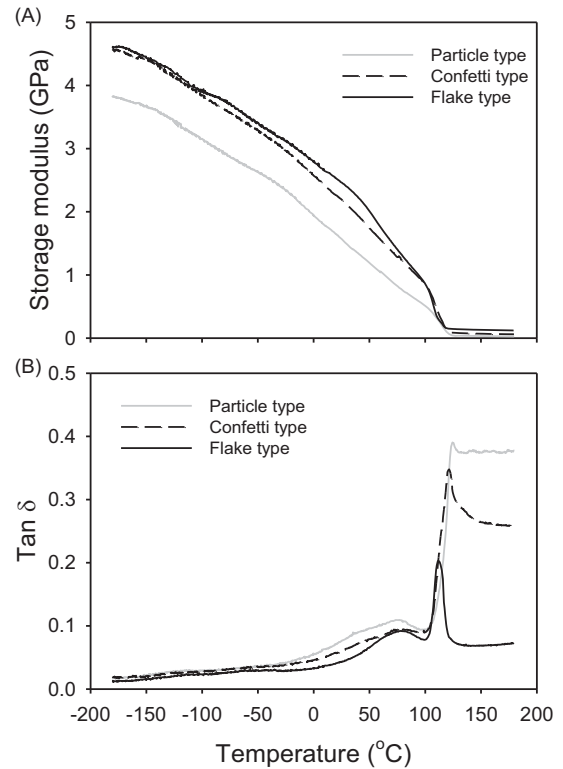 (A)
5
4
3
2
1
0
Storage modulus (GPa)
Particle type
Confetti type
Flake type
(B)
0.5
0.4
0.3
0.2
0.1
0.0
Tan δ
Particle type
Confetti type
Flake type
-200 -150 -100 -50 0 50 100 150 200
Temperature (°C)